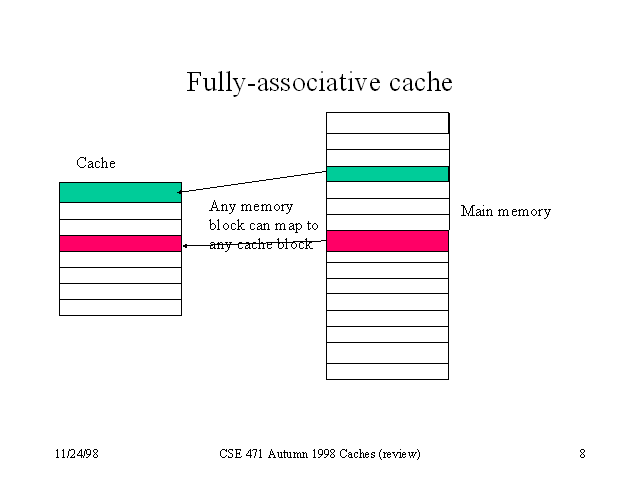 Fully-associative cache
Cache
Any memory
block can map to
any cache block
Main memory
11/24/98
CSE 471 Autumn 1998 Caches (review)
8